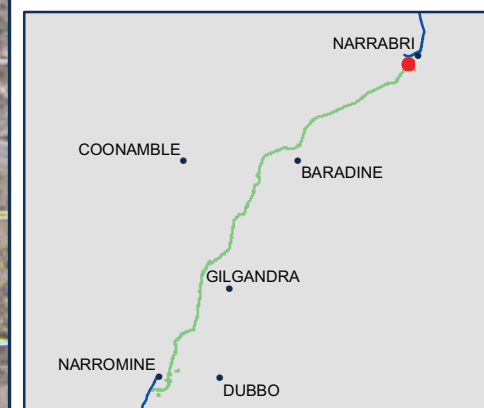 NARRABRI
COONAMBLE
BARADINE
GILGANDRA
NARROMINE
DUBBO